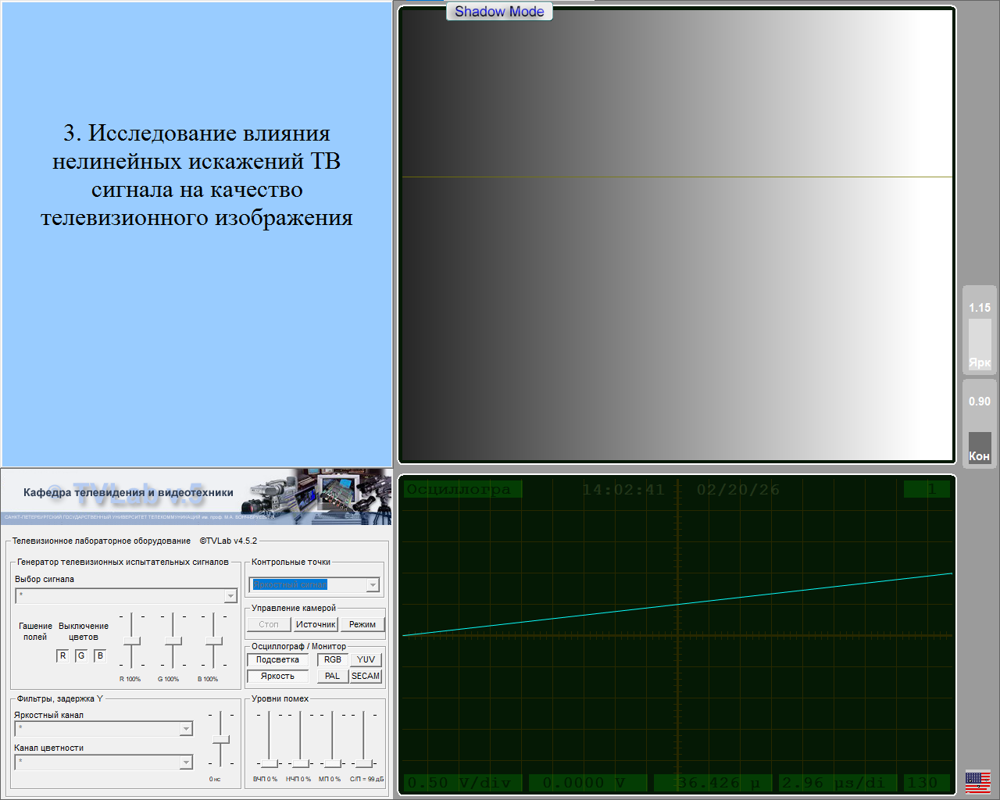 3. Исследование влияния
нелинейных искажений ТВ
сигнала на качество
телевизионного изображения
Shadow Mode
1.15
Ярк
0.90
Кон
© TVLab v.5
Кафедра телевидения и видеотехники
САНКТ-ПЕТЕРБУРГСКИЙ ГОСУДАРСТВЕННЫЙ УНИВЕРСИТЕТ ТЕЛЕКОММУНИКАЦИЙ им. проф. М.А. БОНЧ-БРУЕВИЧА
Телевизионное лабораторное оборудование ©TVLab v4.5.2
Генератор телевизионных испытательных сигналов
Выбор сигнала
*
Гашение полей
Выключение цветов
R G B
R 100% G 100% B 100%
Контрольные точки
Яркостный сигнал
Управление камерой
Стоп Источник Режим
Осциллограф / Монитор
Подсветка RGB YUV
Яркость PAL SECAM
Фильтры, задержка Y
Яркостный канал
*
Канал цветности
*
0 нс
Уровни помех
ВЧП 0 % НЧП 0 % МП 0 % С/П = 99 дБ
Осциллогра 14:02:41 02/20/26 1
0.50 V/div 0.0000 V 36.426 µ 2.96 µs/di 130